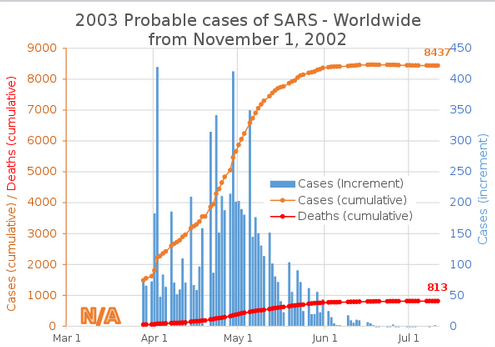 2003 Probable cases of SARS - Worldwide
from November 1, 2002
9000
8000
7000
6000
5000
4000
3000
2000
1000
0
Cases (cumulative) / Deaths (cumulative)
8437
450
400
350
300
250
200
150
100
50
0
Cases (increment)
Cases (Increment)
Cases (cumulative)
Deaths (cumulative)
813
N/A
Mar 1
Apr 1
May 1
Jun 1
Jul 1